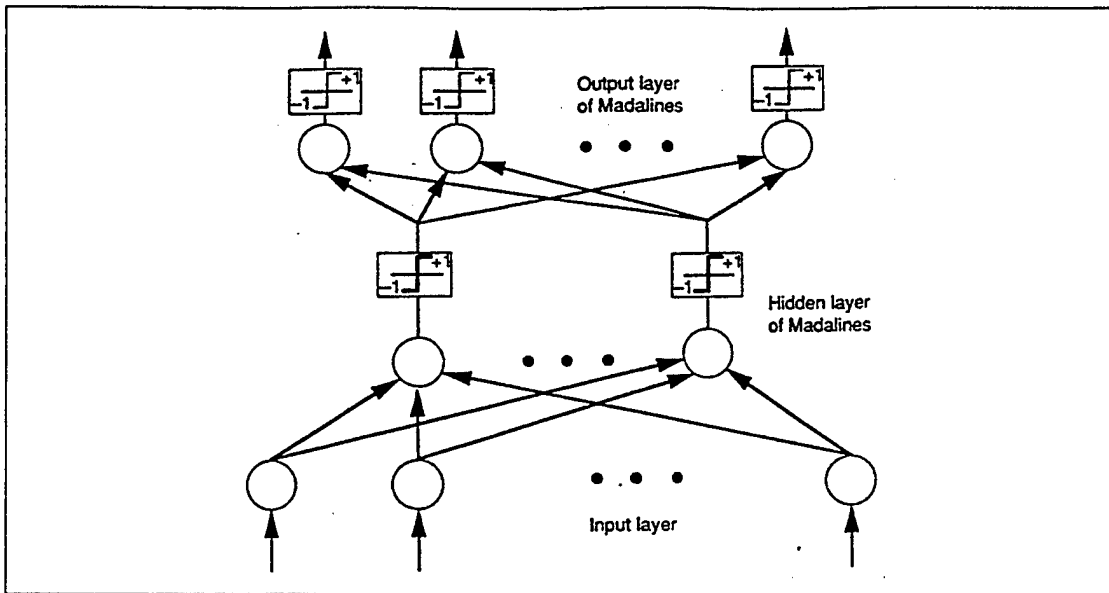 +1 +1 +1
−1 −1 −1
Output layer
of Madalines
+1 +1
−1 −1
Hidden layer
of Madalines
Input layer